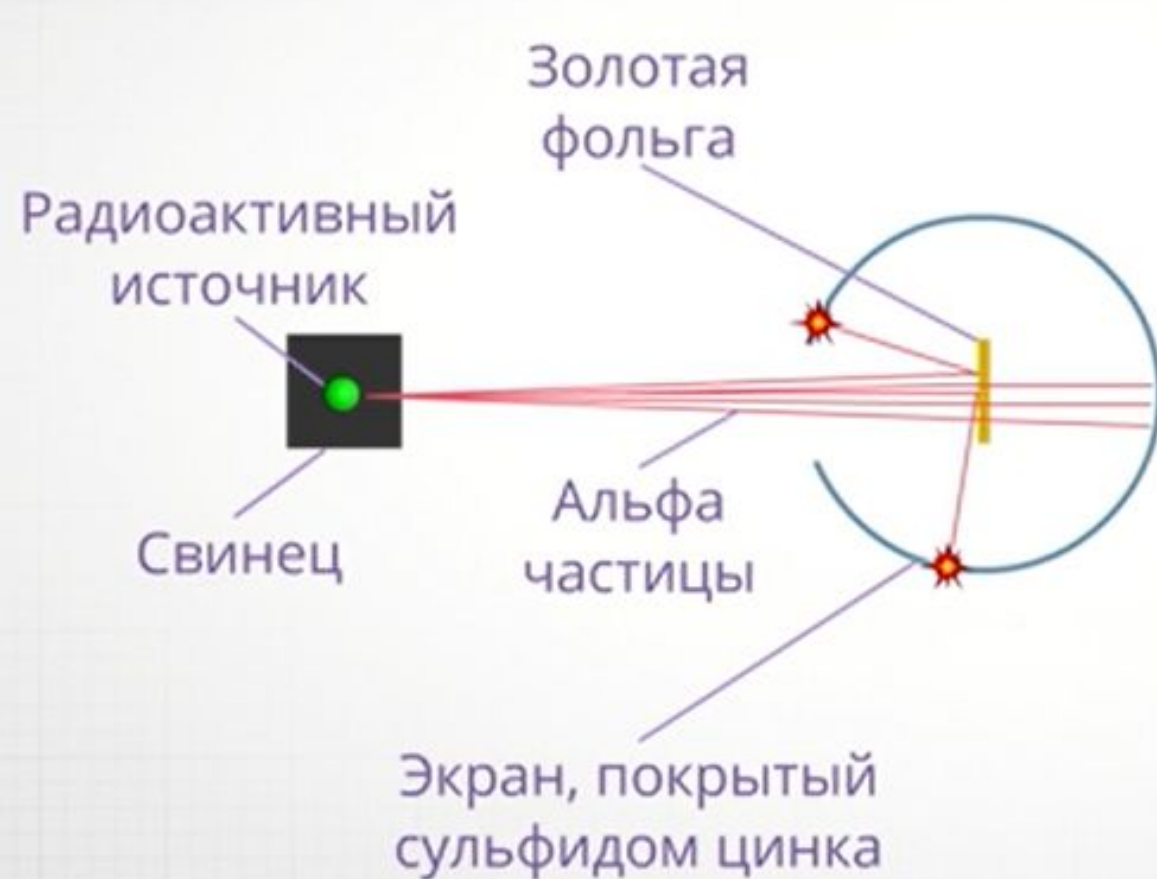 Золотая
фольга
Радиоактивный
источник
Свинец
Альфа
частицы
Экран, покрытый
сульфидом цинка